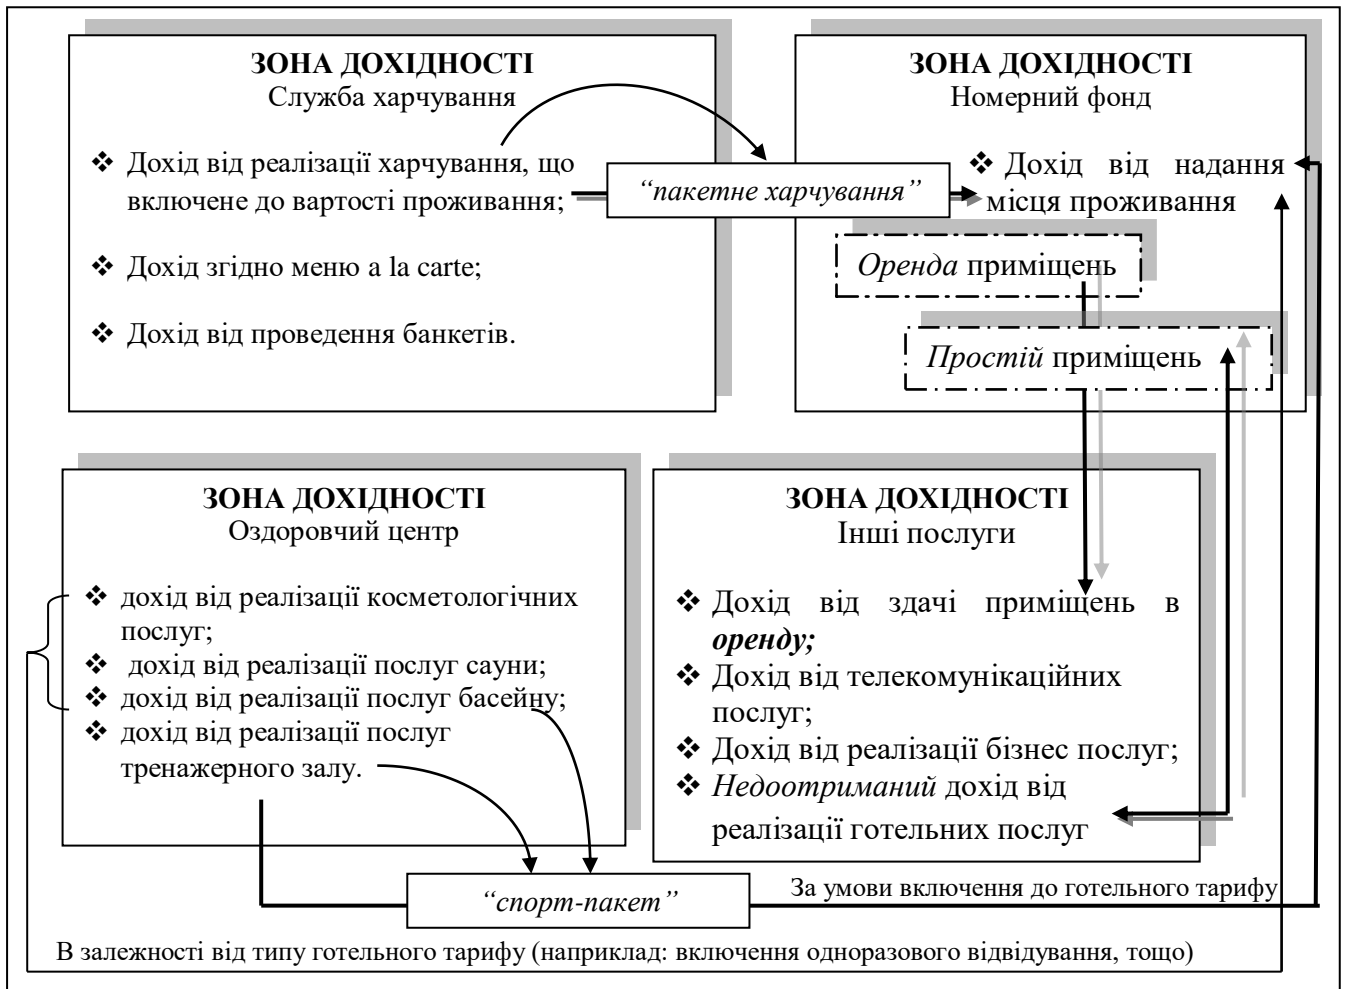 ЗОНА ДОХІДНОСТІ
Служба харчування
❖ Дохід від реалізації харчування, що
включене до вартості проживання;
❖ Дохід згідно меню a la carte;
❖ Дохід від проведення банкетів.
“пакетне харчування”
ЗОНА ДОХІДНОСТІ
Номерний фонд
❖ Дохід від надання
місця проживання
Оренда приміщень
Простій приміщень
ЗОНА ДОХІДНОСТІ
Оздоровчий центр
❖ дохід від реалізації косметологічних
послуг;
❖ дохід від реалізації послуг сауни;
❖ дохід від реалізації послуг басейну;
❖ дохід від реалізації послуг
тренажерного залу.
ЗОНА ДОХІДНОСТІ
Інші послуги
❖ Дохід від здачі приміщень в
оренду;
❖ Дохід від телекомунікаційних
послуг;
❖ Дохід від реалізації бізнес послуг;
❖ Недоотриманий дохід від
реалізації готельних послуг
“спорт-пакет”
За умови включення до готельного тарифу
В залежності від типу готельного тарифу (наприклад: включення одноразового відвідування, тощо)